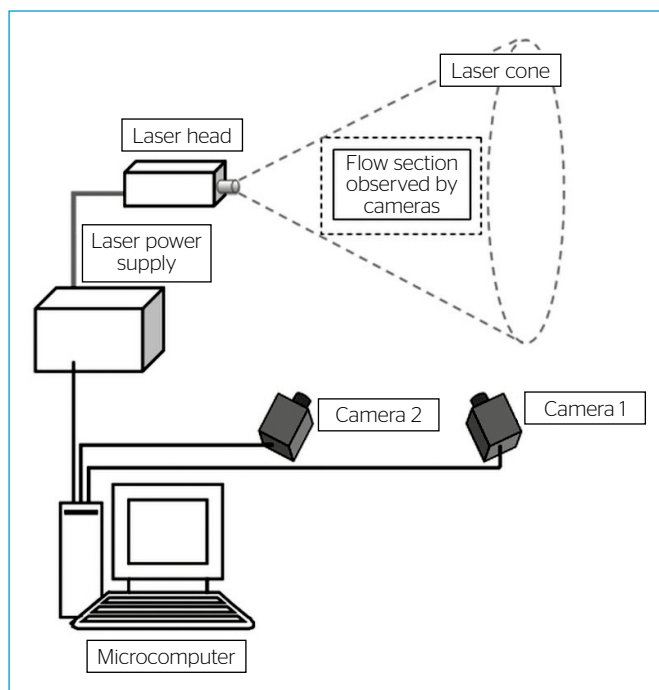 Laser cone
Laser head
Flow section
observed by
cameras
Laser power
supply
Camera 2
Camera 1
Microcomputer